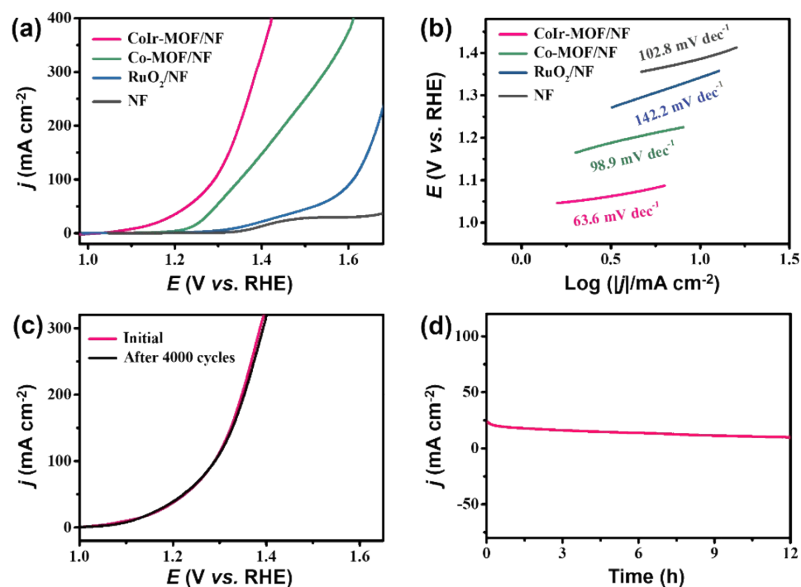 (a)
400
300
200
100
0
1.0
1.2
1.4
1.6
j (mA cm⁻²)
E (V vs. RHE)
CoIr-MOF/NF
Co-MOF/NF
RuO₂/NF
NF
(b)
1.4
1.3
1.2
1.1
1.0
0.0
0.5
1.0
1.5
E (V vs. RHE)
Log (|j|/mA cm⁻²)
CoIr-MOF/NF
Co-MOF/NF
RuO₂/NF
NF
102.8 mV dec⁻¹
142.2 mV dec⁻¹
98.9 mV dec⁻¹
63.6 mV dec⁻¹
(c)
300
200
100
0
1.0
1.2
1.4
1.6
j (mA cm⁻²)
E (V vs. RHE)
Initial
After 4000 cycles
(d)
100
50
0
-50
0
3
6
9
12
j (mA cm⁻²)
Time (h)